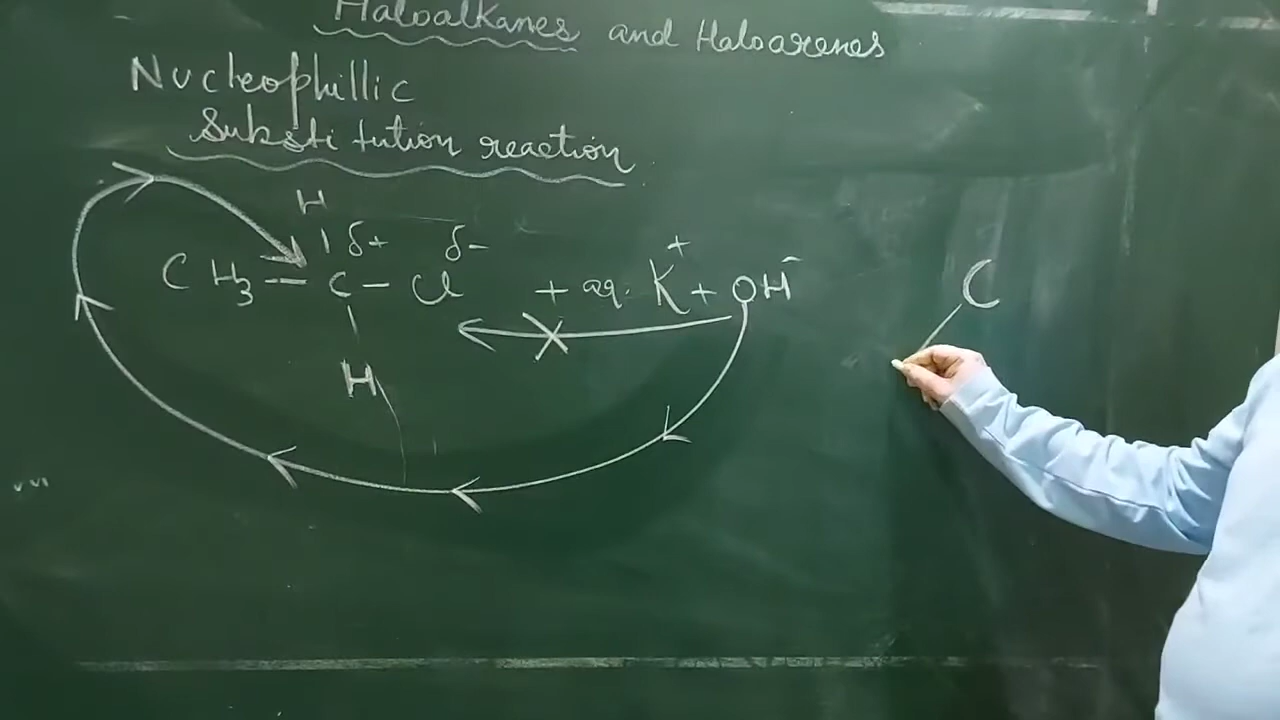 Haloalkanes and Haloarenes
Nucleophillic
Substitution reaction
H
δ+ δ-
CH₃ = C - Cl + aq. K⁺ + OH⁻
H
C